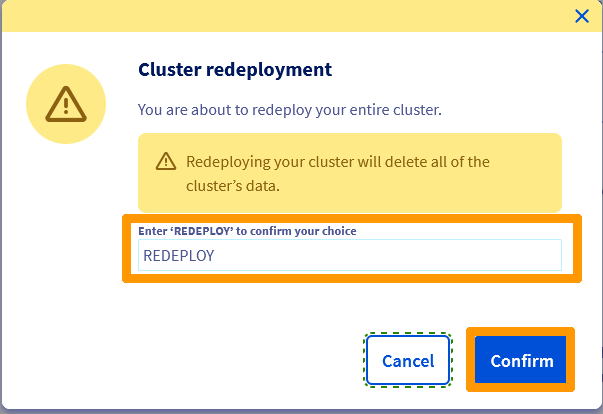 Cluster redeployment
You are about to redeploy your entire cluster.
Redeploying your cluster will delete all of the
cluster’s data.
Enter ‘REDEPLOY’ to confirm your choice
REDEPLOY
Cancel
Confirm